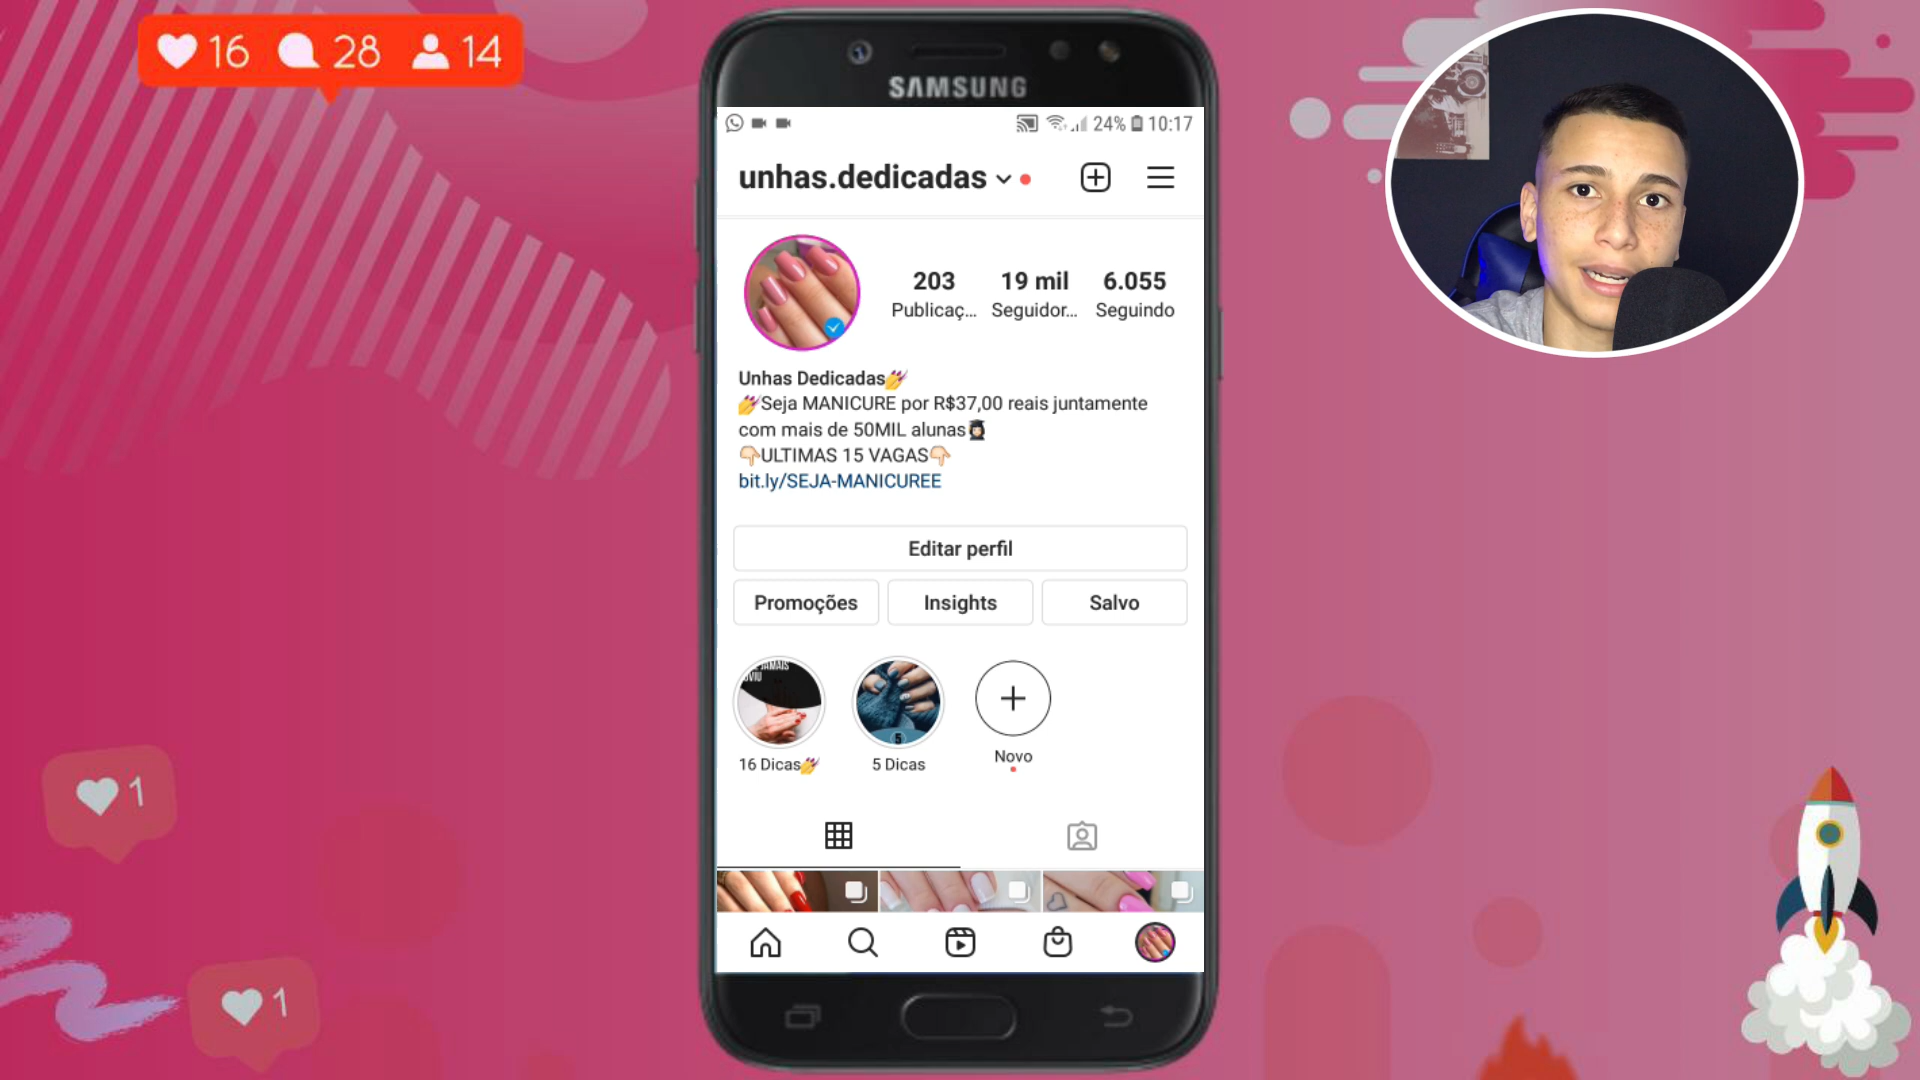 16 28 14
SAMSUNG
24% 10:17
unhas.dedicadas
203 19 mil 6.055
Publicaç... Seguidor... Seguindo
Unhas Dedicadas💅
💅Seja MANICURE por R$37,00 reais juntamente
com mais de 50MIL alunas👩🏻‍🎓
👇🏻ULTIMAS 15 VAGAS👇🏻
bit.ly/SEJA-MANICUREE
Editar perfil
Promoções Insights Salvo
JAMAIS
5
16 Dicas💅 5 Dicas Novo
1
1